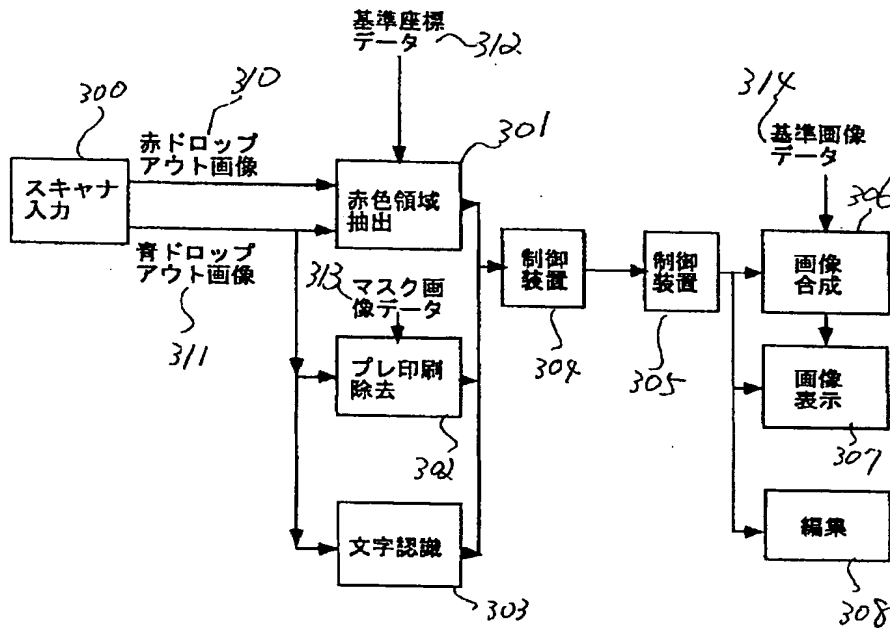 基準座標
データ
312
300
310
赤ドロップ
アウト画像
スキャナ
入力
青ドロップ
アウト画像
311
301
赤色領域
抽出
313
マスク画
像データ
プレ印刷
除去
302
文字認識
303
制御
装置
304
制御
装置
305
314
基準画像
データ
306
画像
合成
画像
表示
307
編集
308